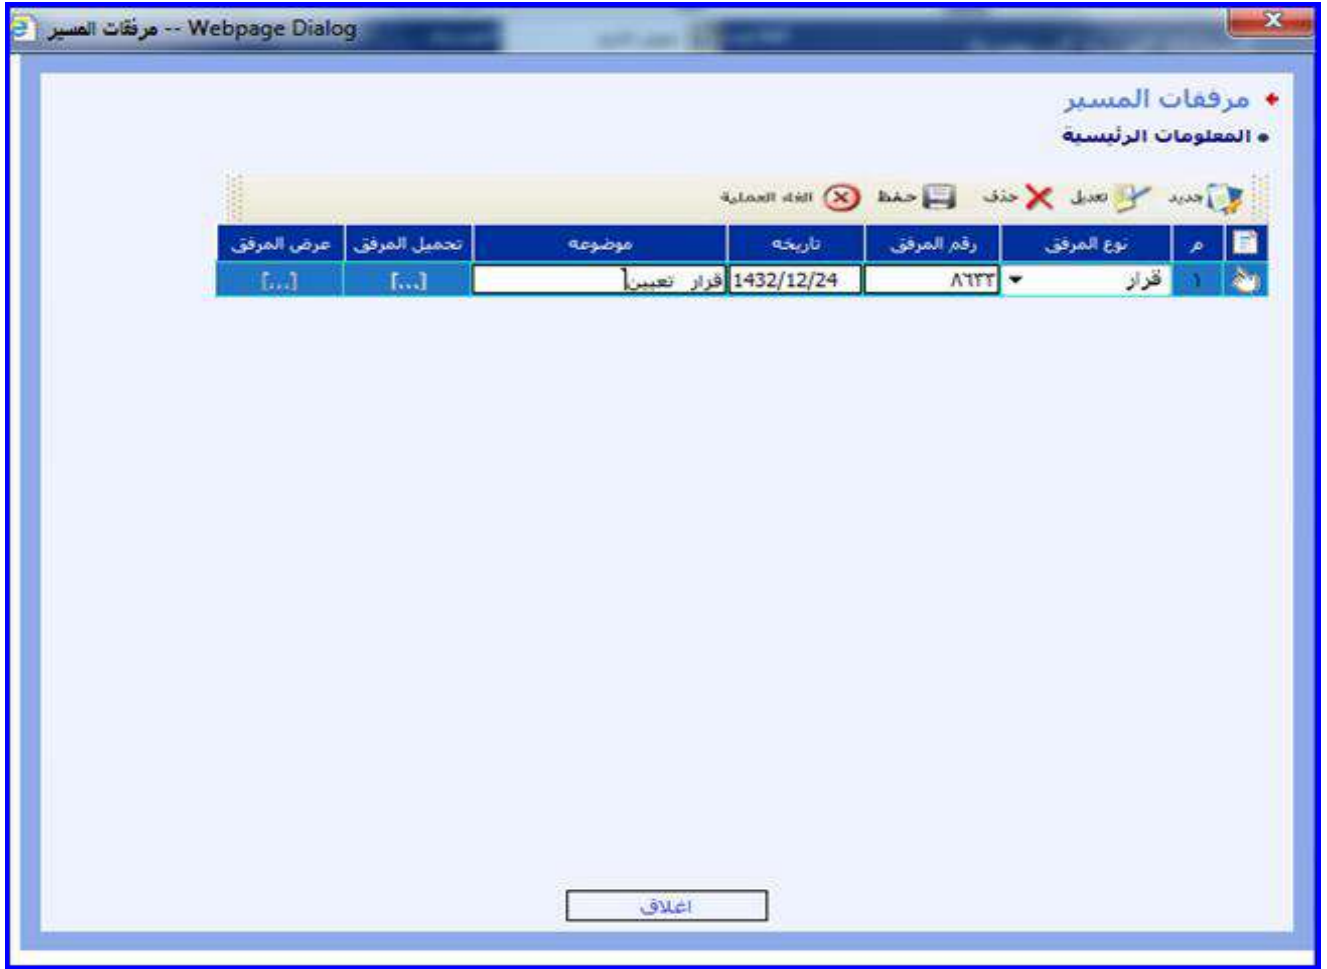 مرفقات المسير -- Webpage Dialog
مرفقات المسير
المعلومات الرئيسية
جديد تعديل حذف حفظ الغاء العملية
م نوع المرفق رقم المرفق تاريخه موضوعه تحميل المرفق عرض المرفق
١ قرار ٨٦٣٣ 1432/12/24 قرار تعيين [...] [...]
اغلاق